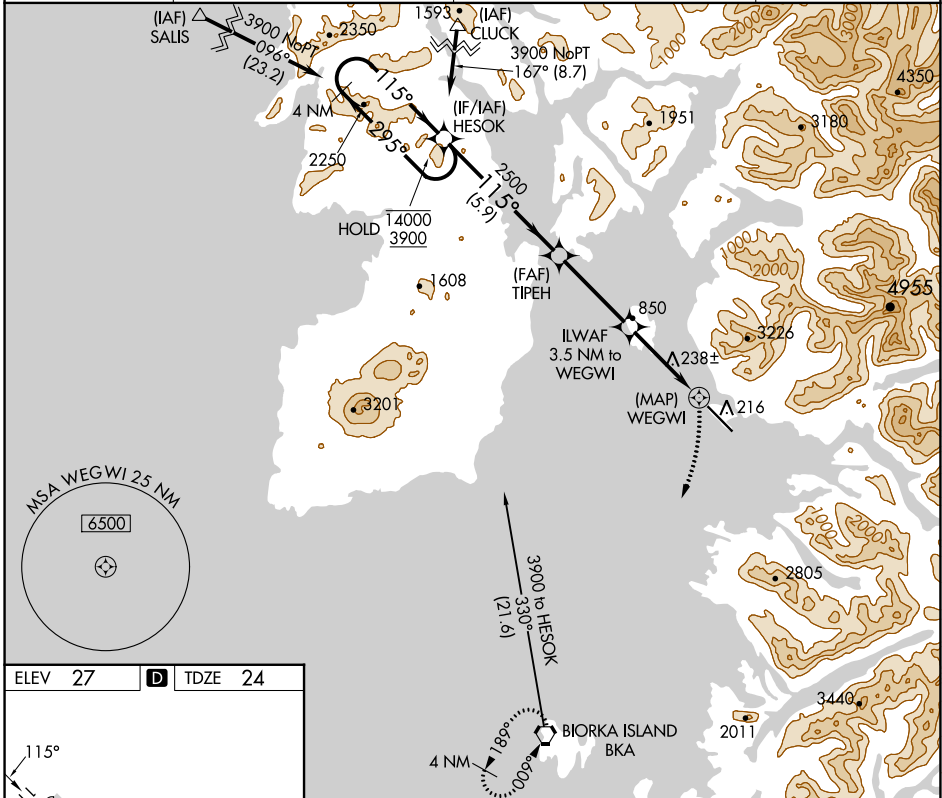 (IAF)
SALIS
3900 NoPT
096°
(23.2)
2350
1593
(IAF)
CLUCK
3900 NoPT
167° (8.7)
4350
1951
3180
4 NM
115°
295°
(IF/IAF)
HESOK
2250
2500
115°
(5.9)
HOLD
14000
3900
(FAF)
TIPEH
1000
2000
4955
1608
850
ILWAF
3.5 NM to
WEGWI
3226
238±
(MAP)
WEGWI
216
3201
MSA WEGWI 25 NM
6500
1000
2000
2805
3900 to HESOK
330°
(21.6)
ELEV 27
D
TDZE 24
115°
3440
2011
BIORKA ISLAND
BKA
4 NM
189°
009°